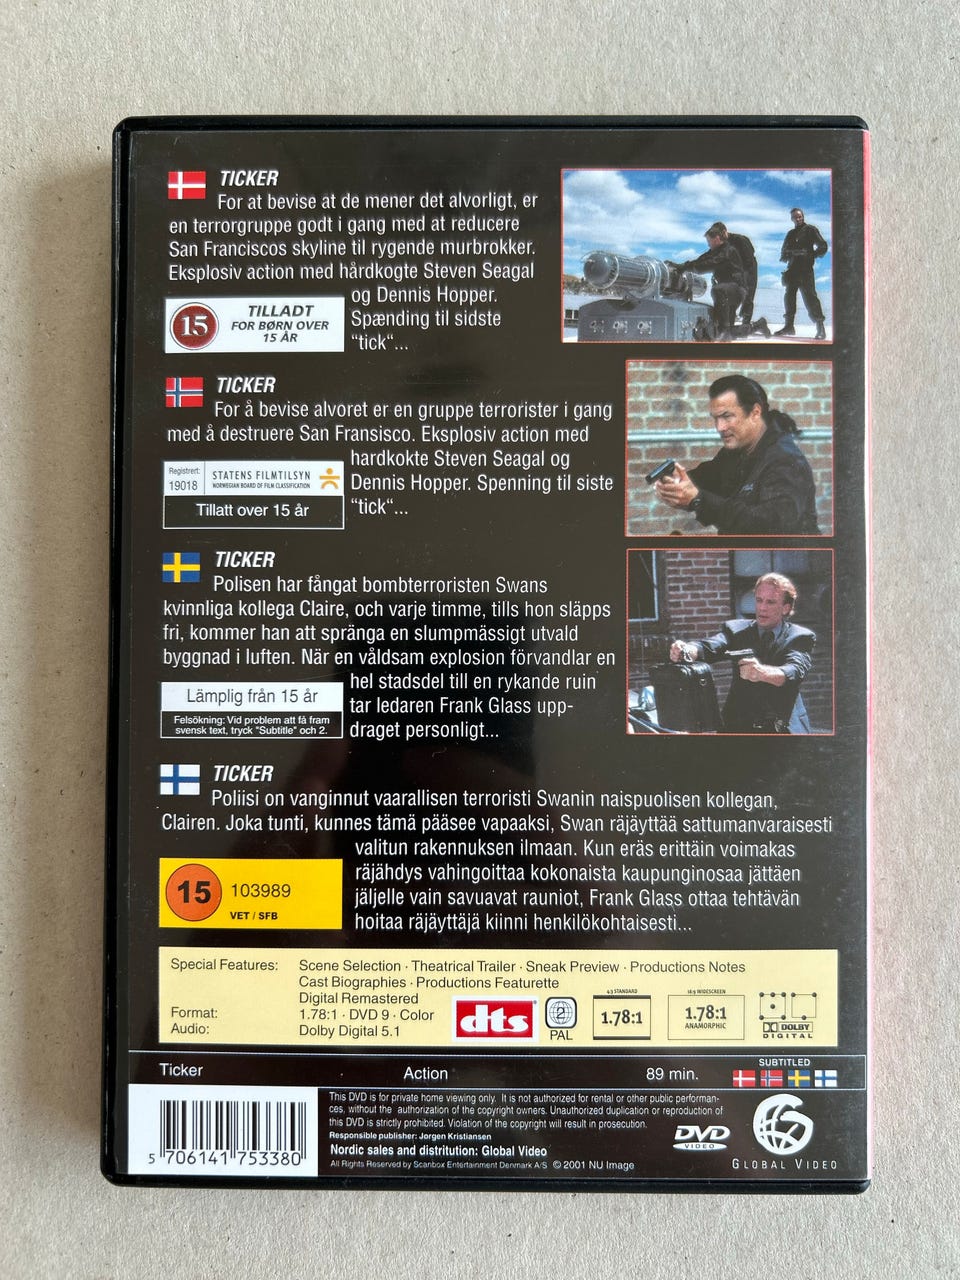 TICKER
For at bevise at de mener det alvorligt, er
en terrorgruppe godt i gang med at reducere
San Franciscos skyline til rygende murbrokker.
Eksplosiv action med hårdkogte Steven Seagal
og Dennis Hopper.
Spænding til sidste
"tick"...
15
TILLADT
FOR BØRN OVER
15 ÅR
TICKER
For å bevise alvoret er en gruppe terrorister i gang
med å destruere San Fransisco. Eksplosiv action med
hardkokte Steven Seagal og
Dennis Hopper. Spenning til siste
"tick"...
Registrert:
19018
STATENS FILMTILSYN
NORWEGIAN BOARD OF FILM CLASSIFICATION
Tillatt over 15 år
TICKER
Polisen har fångat bombterroristen Swans
kvinnliga kollega Claire, och varje timme, tills hon släpps
fri, kommer han att spränga en slumpmässigt utvald
byggnad i luften. När en våldsam explosion förvandlar en
hel stadsdel till en rykande ruin
tar ledaren Frank Glass upp-
draget personligt...
Lämplig från 15 år
Felsökning: Vid problem att få fram
svensk text, tryck "Subtitle" och 2.
TICKER
Poliisi on vanginnut vaarallisen terroristi Swanin naispuolisen kollegan,
Clairen. Joka tunti, kunnes tämä pääsee vapaaksi, Swan räjäyttää sattumanvaraisesti
valitun rakennuksen ilmaan. Kun eräs erittäin voimakas
räjähdys vahingoittaa kokonaista kaupunginosaa jättäen
jäljelle vain savuavat rauniot, Frank Glass ottaa tehtävän
hoitaa räjäyttäjä kiinni henkilökohtaisesti...
15
103989
VET / SFB
Special Features: Scene Selection · Theatrical Trailer · Sneak Preview · Productions Notes
Cast Biographies · Productions Featurette
Digital Remastered
Format: 1.78:1 · DVD 9 · Color
Audio: Dolby Digital 5.1
dts
2
PAL
4:3 STANDARD
1.78:1
16:9 WIDESCREEN
1.78:1
ANAMORPHIC
DOLBY
DIGITAL
Ticker Action 89 min.
SUBTITLED
5 706141 753380
This DVD is for private home viewing only. It is not authorized for rental or other public performan-
ces, without the authorization of the copyright owners. Unauthorized duplication or reproduction of
this DVD is strictly prohibited. Violation of the copyright will result in prosecution.
Responsible publisher: Jørgen Kristiansen
Nordic sales and distritution: Global Video
All Rights Reserved by Scanbox Entertainment Denmark A/S © 2001 NU Image
DVD
VIDEO
GLOBAL VIDEO